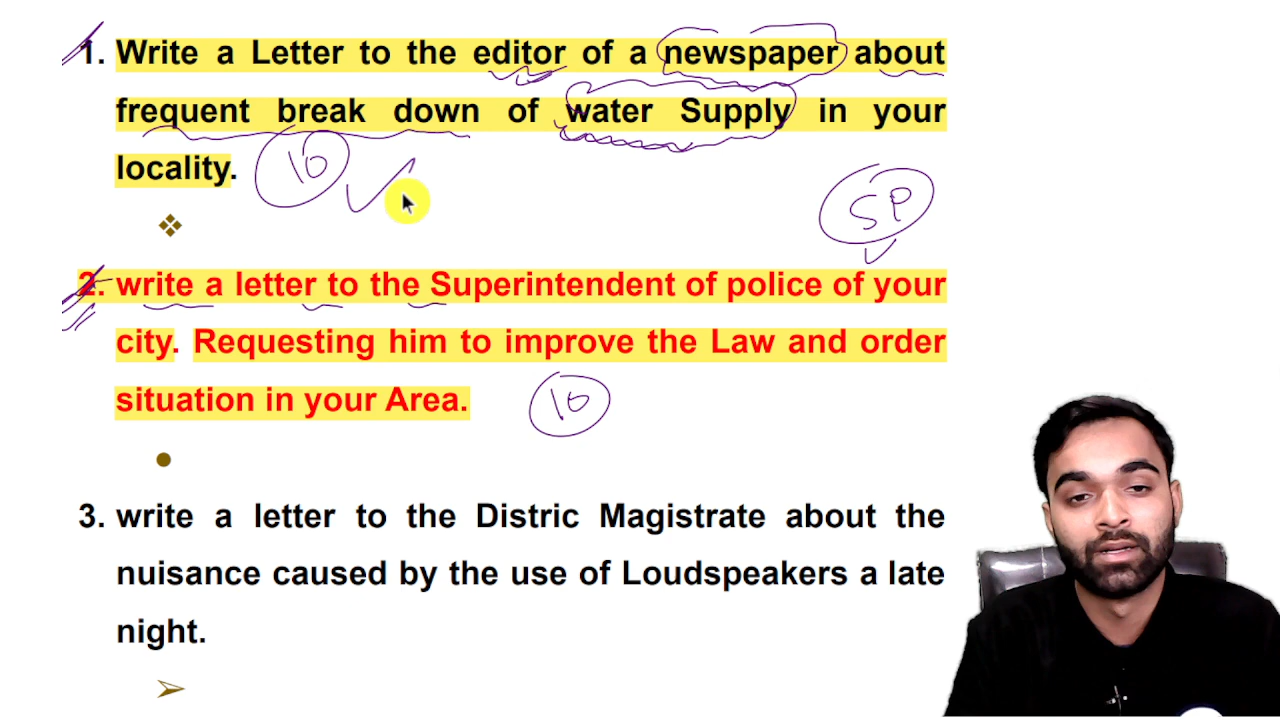 1. Write a Letter to the editor of a newspaper about
frequent break down of water Supply in your
locality.
10
SP
2. write a letter to the Superintendent of police of your
city. Requesting him to improve the Law and order
situation in your Area.
10
3. write a letter to the Distric Magistrate about the
nuisance caused by the use of Loudspeakers a late
night.